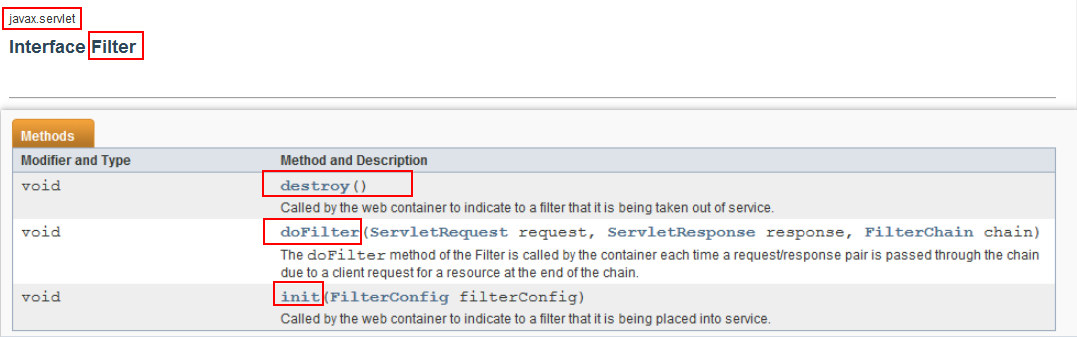 javax.servlet
Interface Filter
Methods
Modifier and Type Method and Description
void destroy()
Called by the web container to indicate to a filter that it is being taken out of service.
void doFilter(ServletRequest request, ServletResponse response, FilterChain chain)
The doFilter method of the Filter is called by the container each time a request/response pair is passed through the chain
due to a client request for a resource at the end of the chain.
void init(FilterConfig filterConfig)
Called by the web container to indicate to a filter that it is being placed into service.